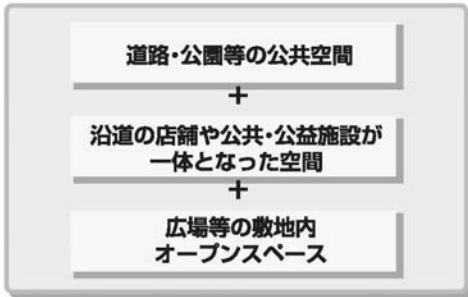 道路・公園等の公共空間
+
沿道の店舗や公共・公益施設が
一体となった空間
+
広場等の敷地内
オープンスペース